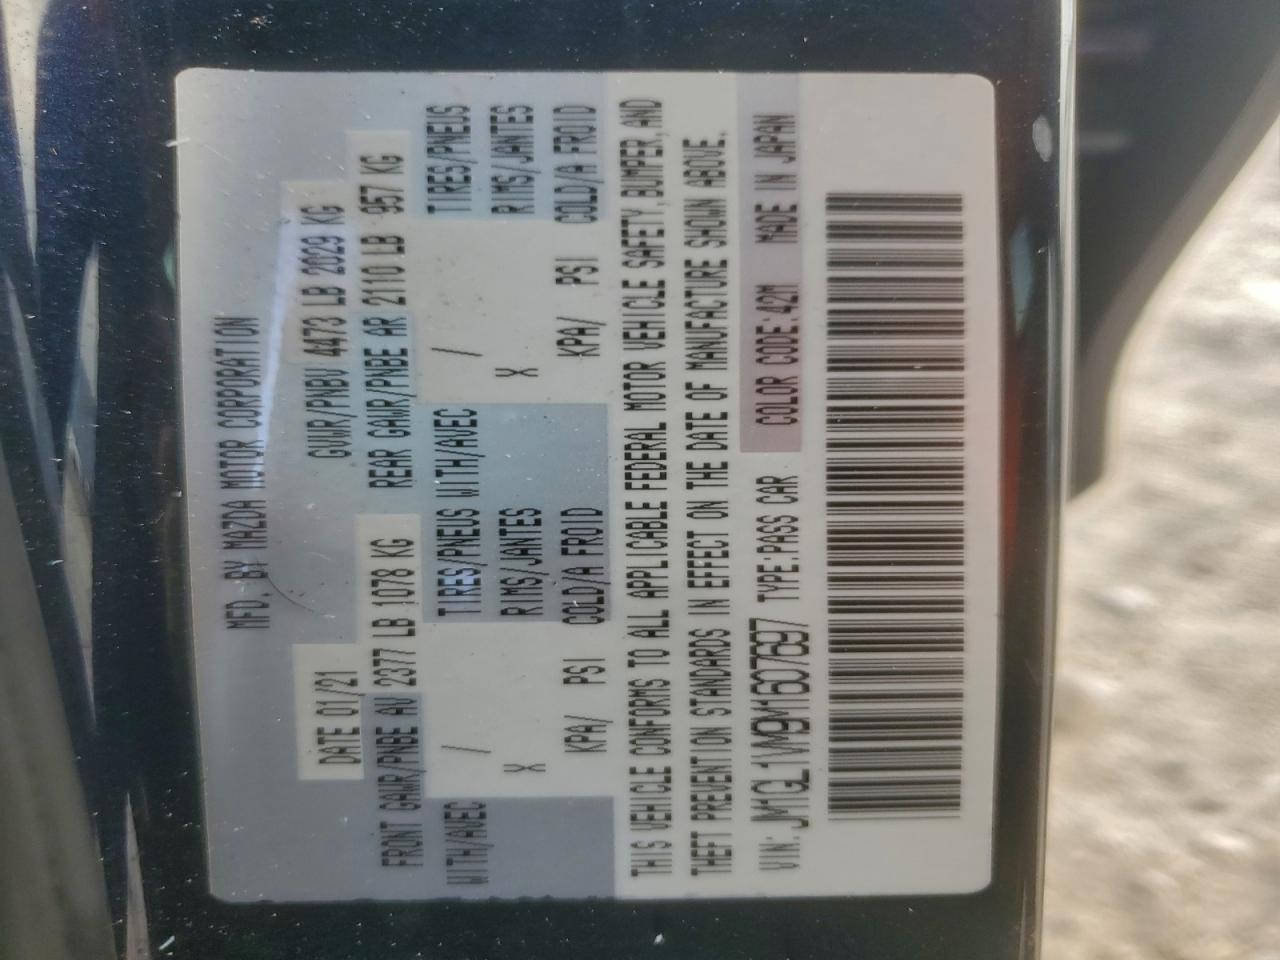 MFD. BY MAZDA MOTOR CORPORATION
DATE 01/21 GVWR/PNBV 4473 LB 2029 KG
FRONT GAWR/PNBE AV 2377 LB 1078 KG REAR GAWR/PNBE AR 2110 LB 957 KG
WITH/AVEC / TIRES/PNEUS WITH/AVEC / TIRES/PNEUS
X RIMS/JANTES X RIMS/JANTES
KPA/ PSI COLD/A FROID KPA/ PSI COLD/A FROID
THIS VEHICLE CONFORMS TO ALL APPLICABLE FEDERAL MOTOR VEHICLE SAFETY,BUMPER,AND
THEFT PREVENTION STANDARDS IN EFFECT ON THE DATE OF MANUFACTURE SHOWN ABOVE.
VIN: JM1GL1VM9M1607697 TYPE:PASS CAR COLOR CODE:42M MADE IN JAPAN